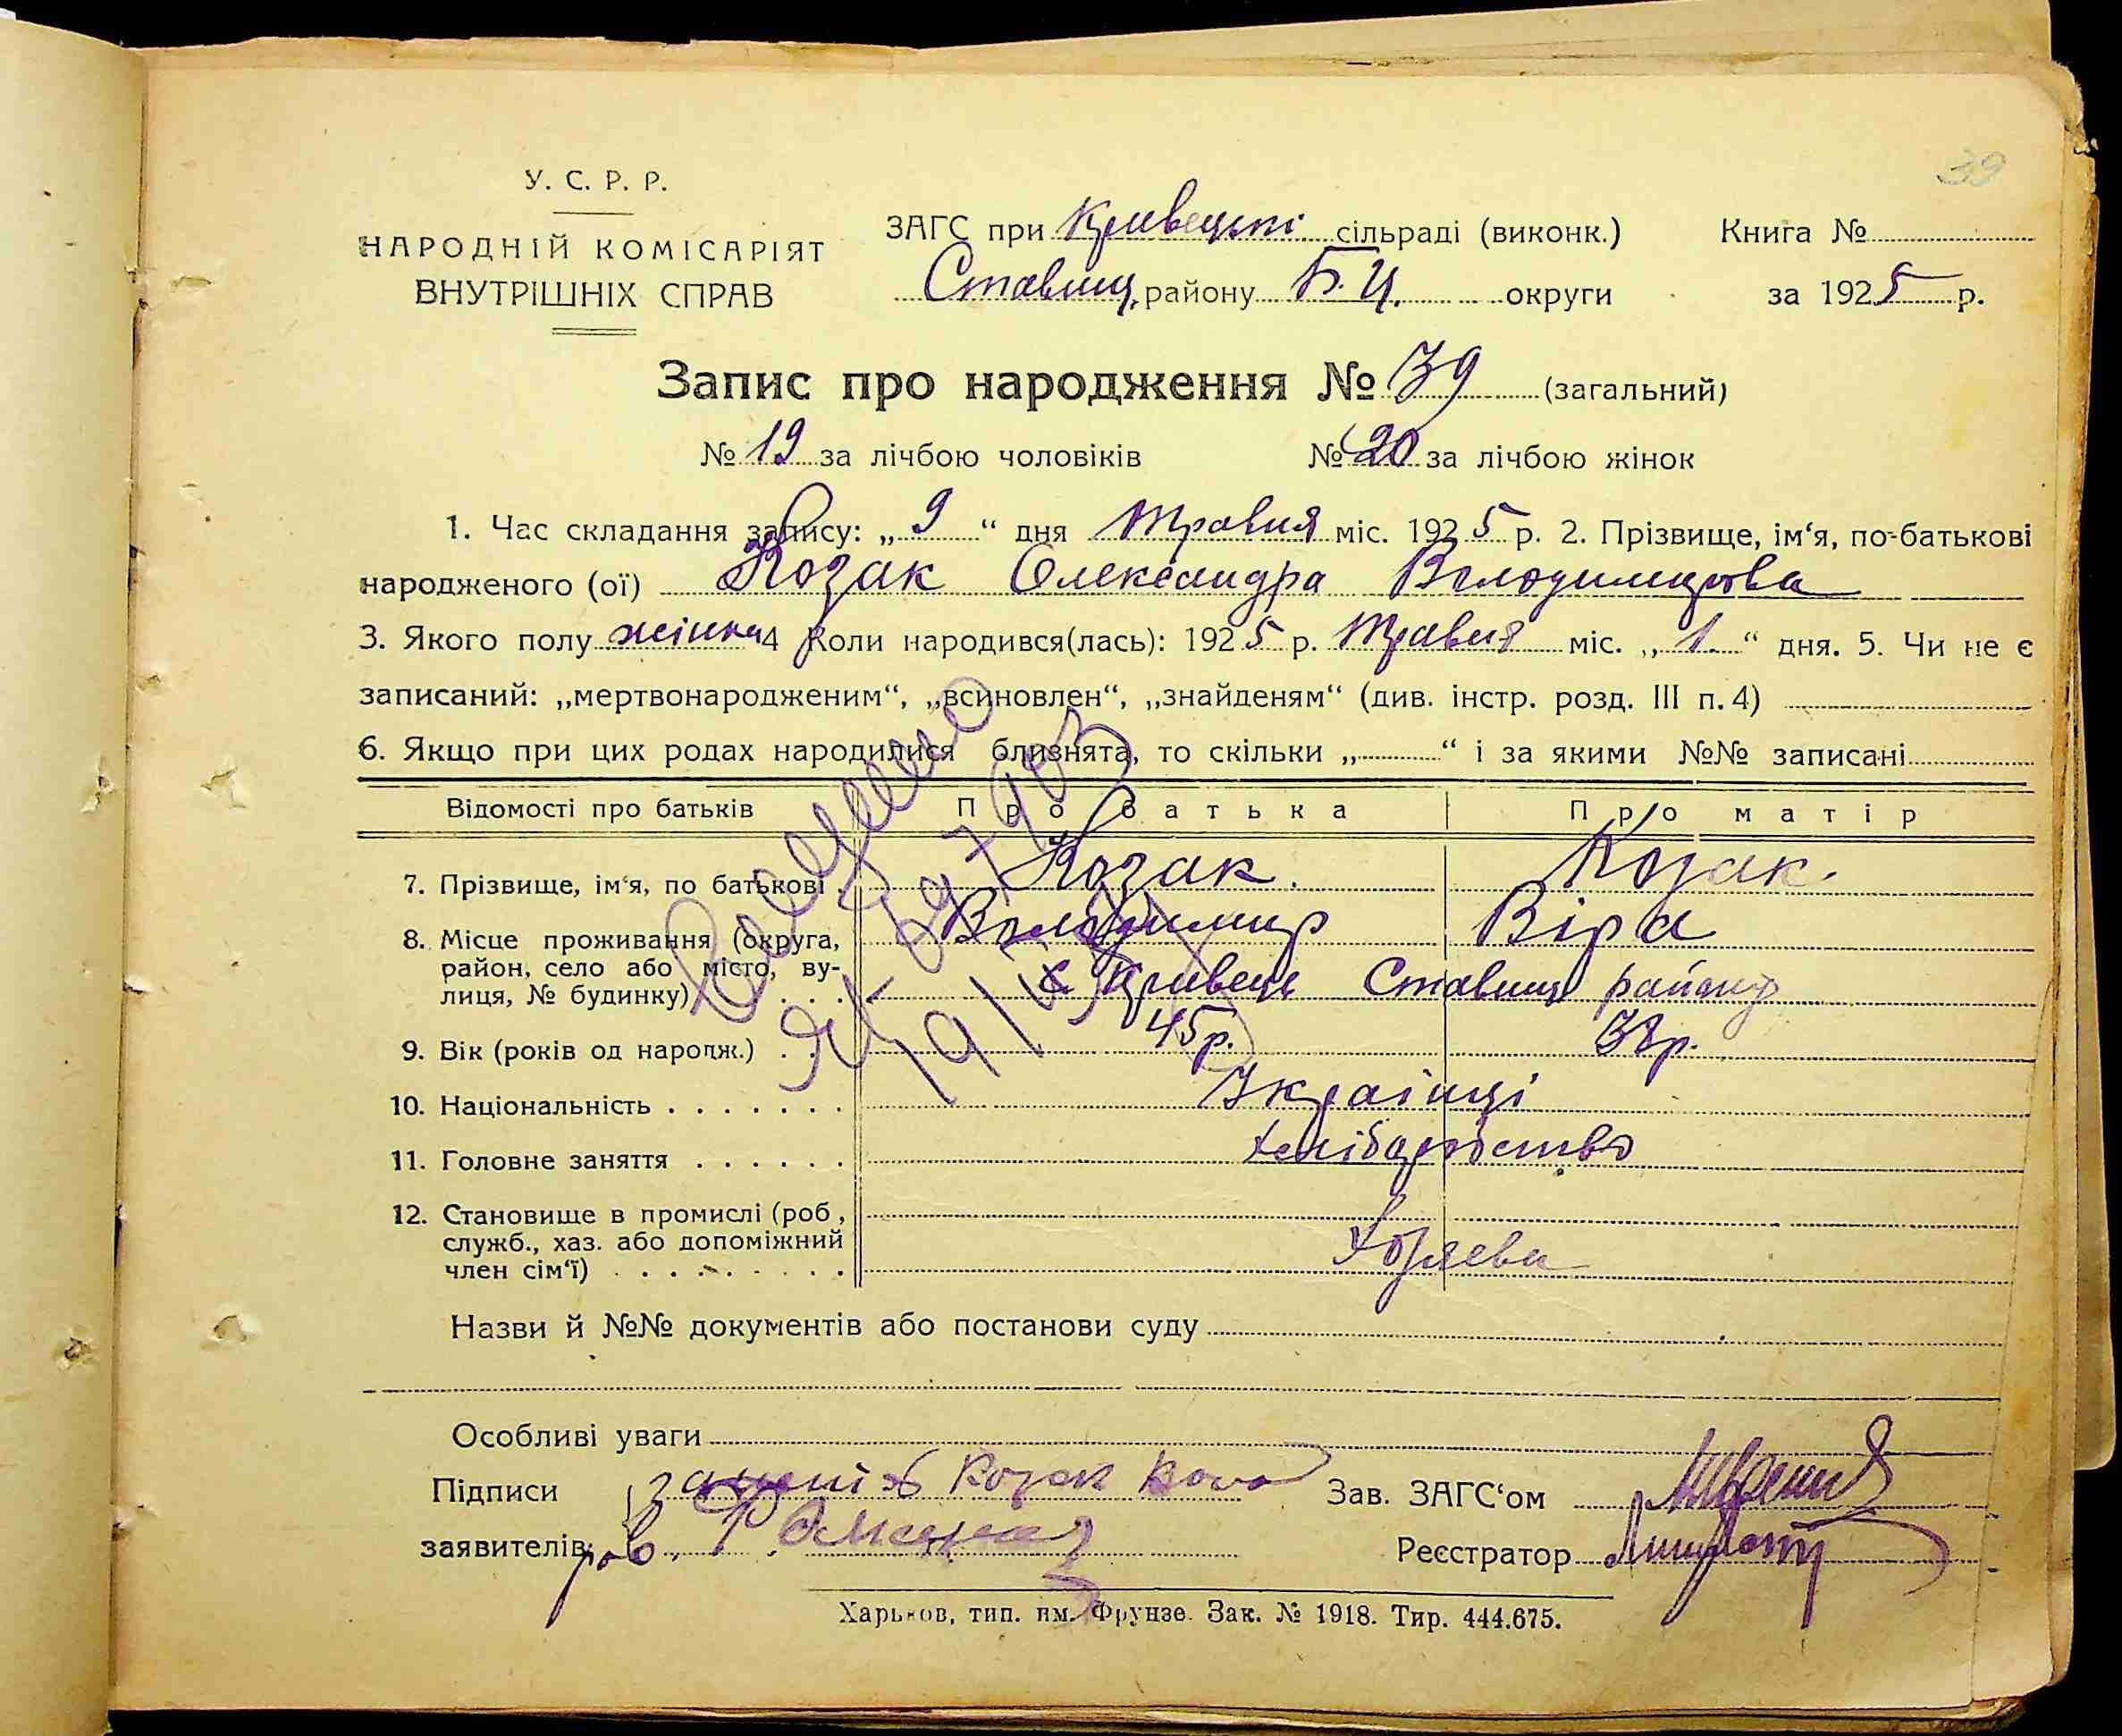 39
У. С. Р. Р.
НАРОДНІЙ КОМІСАРІЯТ
ВНУТРІШНІХ СПРАВ
ЗАГС при Кривецькі сільраді (виконк.)
Ставищ. району Б. Ц. округи
Книга №
за 1925 р.
Запис про народження № 39 (загальний)
№ 19 за лічбою чоловіків № 20 за лічбою жінок
1. Час складання запису: „9“ дня травня міс. 1925 р. 2. Прізвище, ім‘я, по-батькові
народженого (ої) Козак Олександра Володимирова
3. Якого полу жінка 4 Коли народився(лась): 1925 р. травня міс. „1.“ дня. 5. Чи не є
записаний: „мертвонародженим“, „всиновлен“, „знайденям“ (див. інстр. розд. III п. 4)
6. Якщо при цих родах народилися близнята, то скільки „ “ і за якими №№ записані
Відомості про батьків Про батька Про матір
7. Прізвище, ім‘я, по батькові Козак. Козак.
Володимир Віра
8. Місце проживання (округа,
район, село або місто, ву-
лиця, № будинку) с. Кривець Ставищ району
9. Вік (років од нарoдж.) 45 р. 38 р.
10. Національність Українці
11. Головне заняття хліборобство
12. Становище в промислі (роб,
служб., хаз. або допоміжний
член сім‘ї) Хозяева
Назви й №№ документів або постанови суду
Особливі уваги
Підписи
заявителів:
Козак
Зав. ЗАГС‘ом
Реєстратор
Харьков, тип. им. Фрунзе. Зак. № 1918. Тир. 444.675.